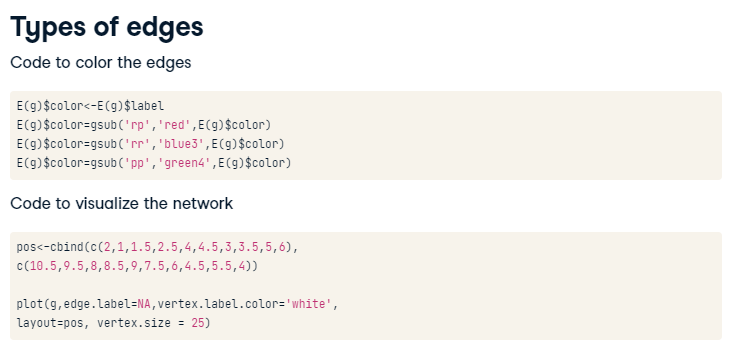 Types of edges
Code to color the edges
E(g)$color<-E(g)$label
E(g)$color=gsub('rp','red',E(g)$color)
E(g)$color=gsub('rr','blue3',E(g)$color)
E(g)$color=gsub('pp','green4',E(g)$color)
Code to visualize the network
pos<-cbind(c(2,1,1.5,2.5,4,4.5,3,3.5,5,6),
c(10.5,9.5,8,8.5,9,7.5,6,4.5,5.5,4))
plot(g,edge.label=NA,vertex.label.color='white',
layout=pos, vertex.size = 25)